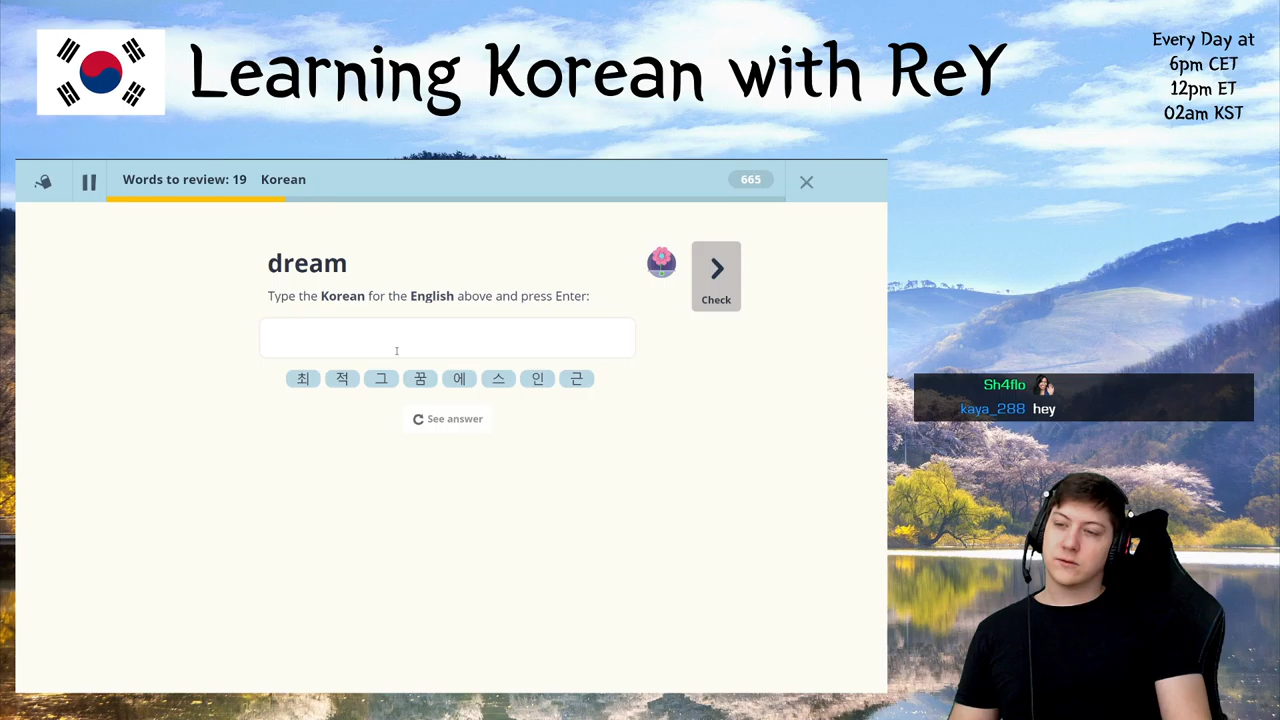 Learning Korean with ReY
Every Day at
6pm CET
12pm ET
02am KST
Words to review: 19 Korean 665
dream
Type the Korean for the English above and press Enter:
Check
최 적 그 꿈 에 스 인 근
See answer
Sh4flo
kaya_288 hey